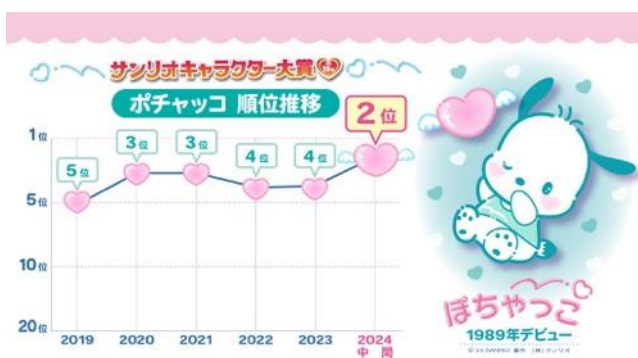 サンリオキャラクター大賞
ポチャッコ 順位推移
2位
1位
3位
3位
4位
4位
5位
5位
10位
20位
2019
2020
2021
2022
2023
2024
中間
ぽちゃっこ
1989年デビュー